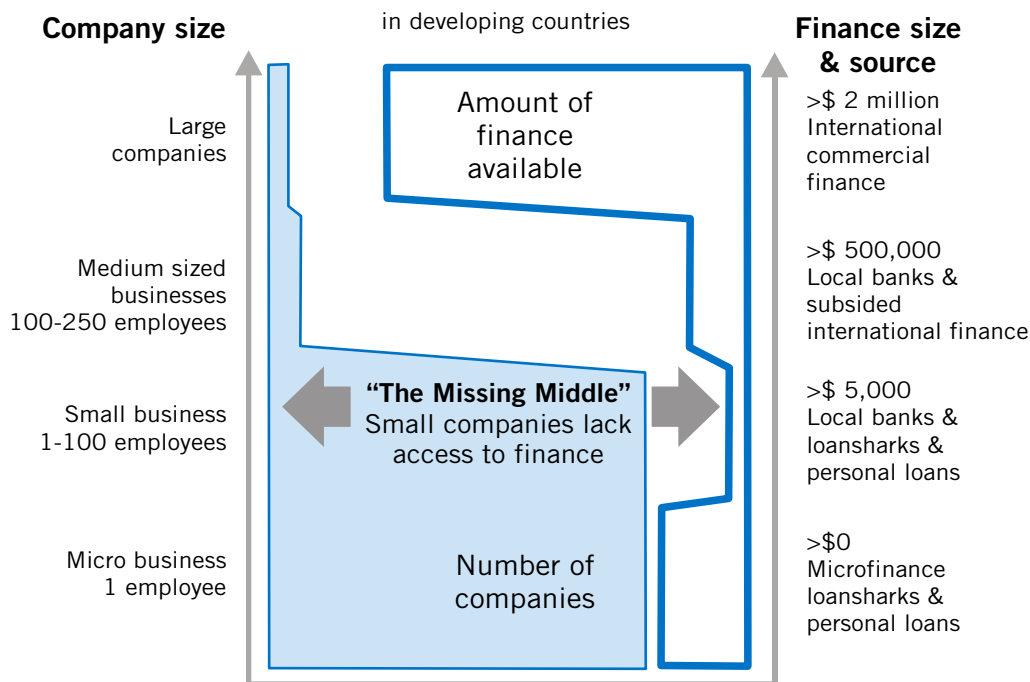 in developing countries
Company size
Finance size
& source
Large
companies
Amount of
finance
available
>$ 2 million
International
commercial
finance
Medium sized
businesses
100-250 employees
>$ 500,000
Local banks &
subsided
international finance
Small business
1-100 employees
“The Missing Middle”
Small companies lack
access to finance
>$ 5,000
Local banks &
loansharks &
personal loans
Micro business
1 employee
Number of
companies
>$0
Microfinance
loansharks &
personal loans